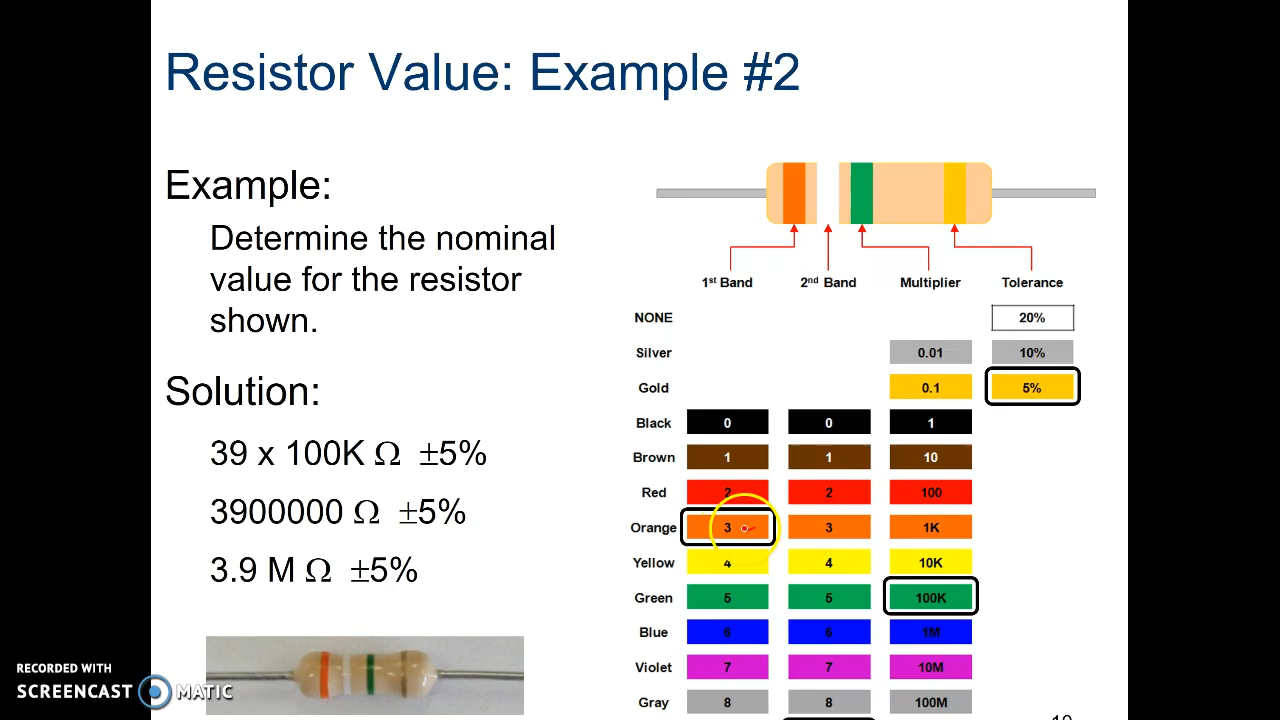 Resistor Value: Example #2
Example:
Determine the nominal
value for the resistor
shown.
Solution:
39 x 100K Ω ±5%
3900000 Ω ±5%
3.9 M Ω ±5%
1st Band 2nd Band Multiplier Tolerance
NONE 20%
Silver 0.01 10%
Gold 0.1 5%
Black 0 0 1
Brown 1 1 10
Red 2 2 100
Orange 3 3 1K
Yellow 4 4 10K
Green 5 5 100K
Blue 6 6 1M
Violet 7 7 10M
Gray 8 8 100M
RECORDED WITH
SCREENCAST MATIC